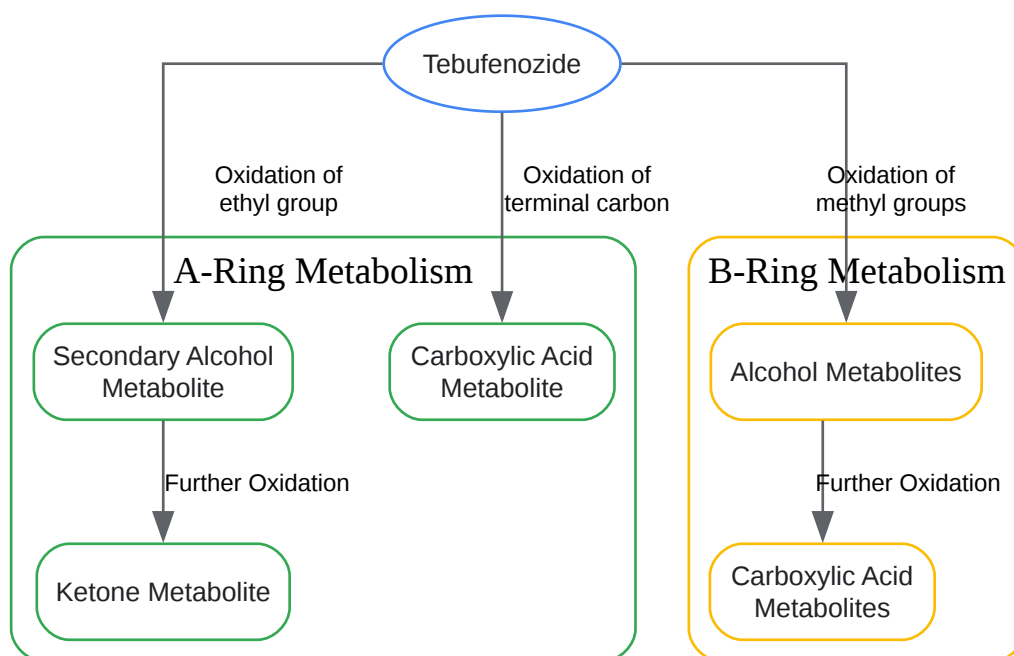 Tebufenozide
Oxidation of
ethyl group
Oxidation of
terminal carbon
Oxidation of
methyl groups
A-Ring Metabolism
B-Ring Metabolism
Secondary Alcohol
Metabolite
Carboxylic Acid
Metabolite
Alcohol Metabolites
Further Oxidation
Further Oxidation
Ketone Metabolite
Carboxylic Acid
Metabolites